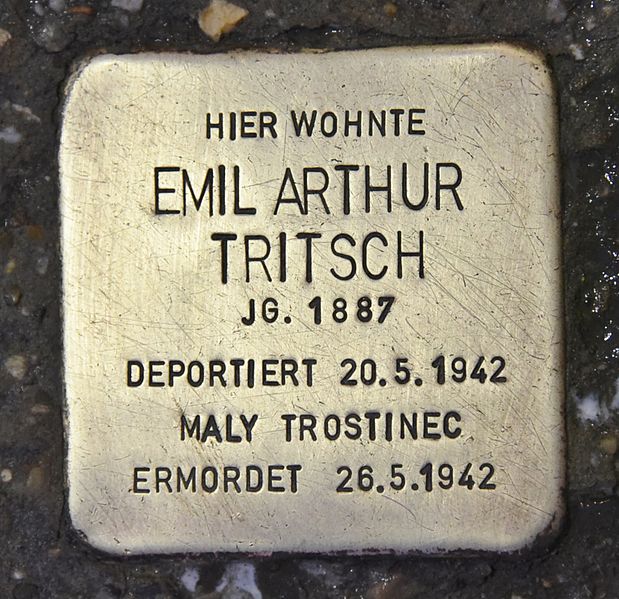 HIER WOHNTE
EMIL ARTHUR
TRITSCH
JG. 1887
DEPORTIERT 20.5.1942
MALY TROSTINEC
ERMORDET 26.5.1942